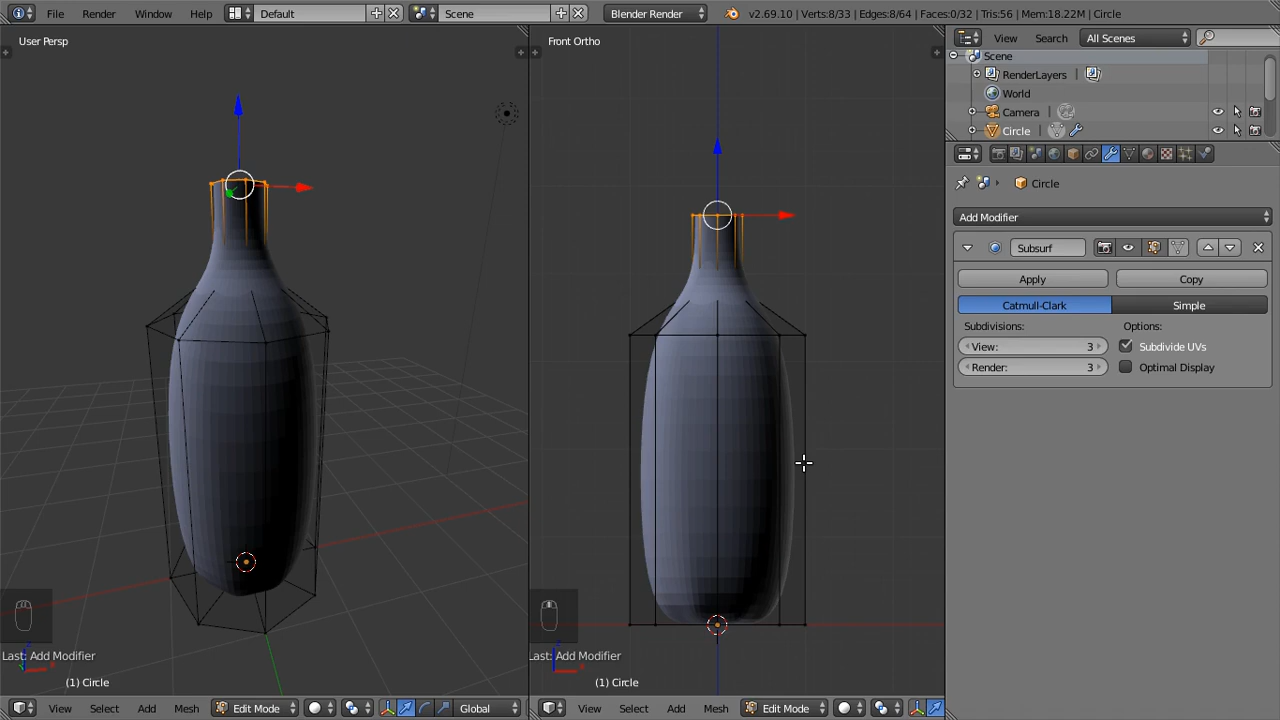 File Render Window Help Default Scene Blender Render v2.69.10 | Verts:8/33 | Edges:8/64 | Faces:0/32 | Tris:56 | Mem:18.22M | Circle
User Persp
Front Ortho
View Search All Scenes
Scene
RenderLayers
World
Camera
Circle
Circle
Add Modifier
Subsurf
Apply Copy
Catmull-Clark Simple
Subdivisions: Options:
View: 3 Subdivide UVs
Render: 3 Optimal Display
Last: Add Modifier
(1) Circle
Last: Add Modifier
(1) Circle
View Select Add Mesh Edit Mode Global
View Select Add Mesh Edit Mode